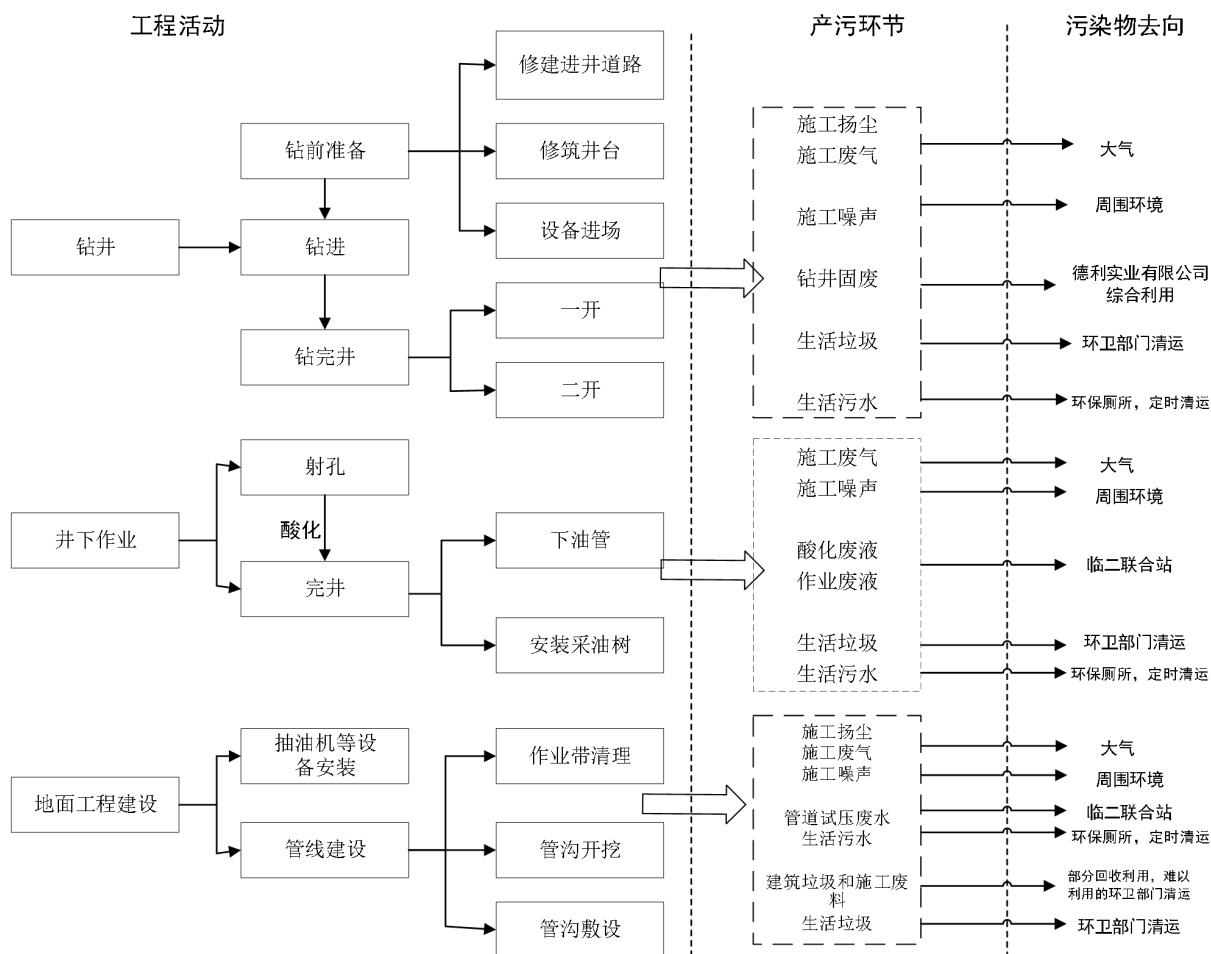 工程活动
产污环节
污染物去向
修建进井道路
钻前准备
修筑井台
钻井
钻进
设备进场
一开
钻完井
二开
施工扬尘
施工废气
施工噪声
钻井固废
生活垃圾
生活污水
大气
周围环境
德利实业有限公司
综合利用
环卫部门清运
环保厕所，定时清运
射孔
井下作业
酸化
下油管
完井
安装采油树
施工废气
施工噪声
酸化废液
作业废液
生活垃圾
生活污水
大气
周围环境
临二联合站
环卫部门清运
环保厕所，定时清运
抽油机等设
备安装
作业带清理
地面工程建设
管线建设
管沟开挖
管沟敷设
施工扬尘
施工废气
施工噪声
管道试压废水
生活污水
建筑垃圾和施工废
料
生活垃圾
大气
周围环境
临二联合站
环保厕所，定时清运
部分回收利用，难以
利用的环卫部门清运
环卫部门清运